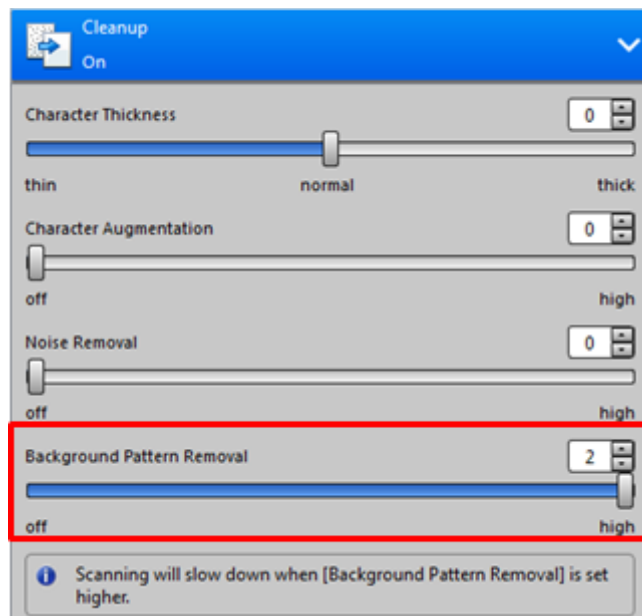 Cleanup
On
Character Thickness 0
thin normal thick
Character Augmentation 0
off high
Noise Removal 0
off high
Background Pattern Removal 2
off high
Scanning will slow down when [Background Pattern Removal] is set
higher.